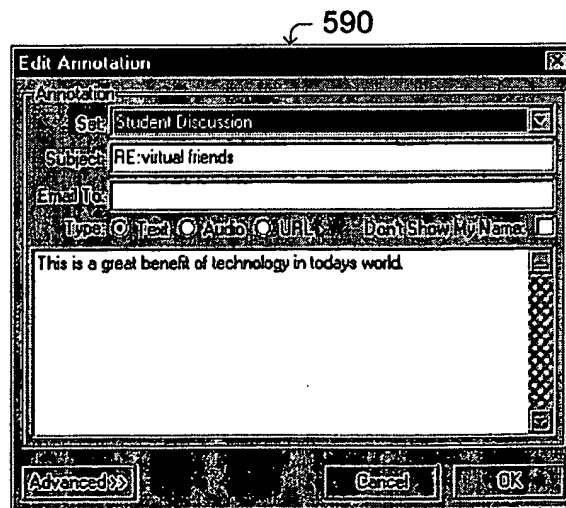 590
Edit Annotation
Annotation
Set: Student Discussion
Subject: RE:virtual friends
Email To:
Type: Text Audio URL Don't Show My Name:
This is a great benefit of technology in todays world.
Advanced>> Cancel OK